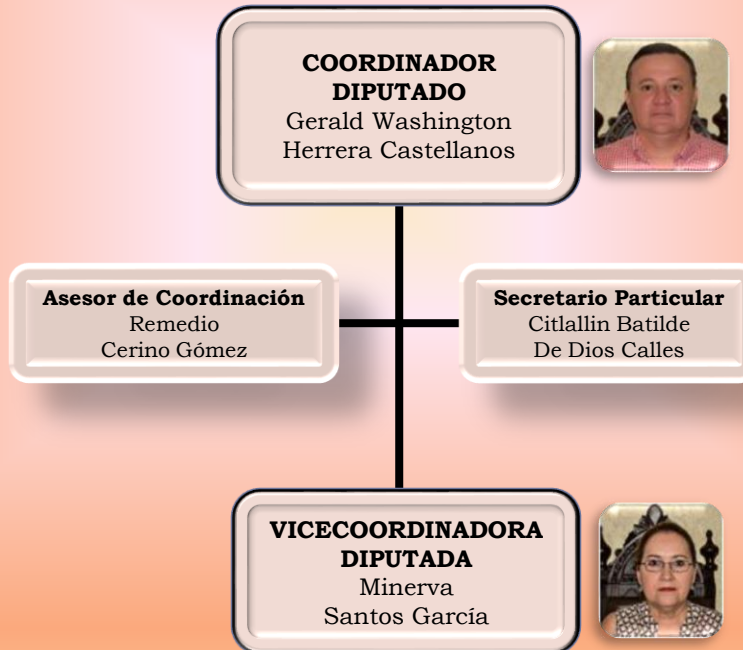 COORDINADOR
DIPUTADO
Gerald Washington
Herrera Castellanos
Asesor de Coordinación
Remedio
Cerino Gómez
Secretario Particular
Citlallin Batilde
De Dios Calles
VICECOORDINADORA
DIPUTADA
Minerva
Santos García